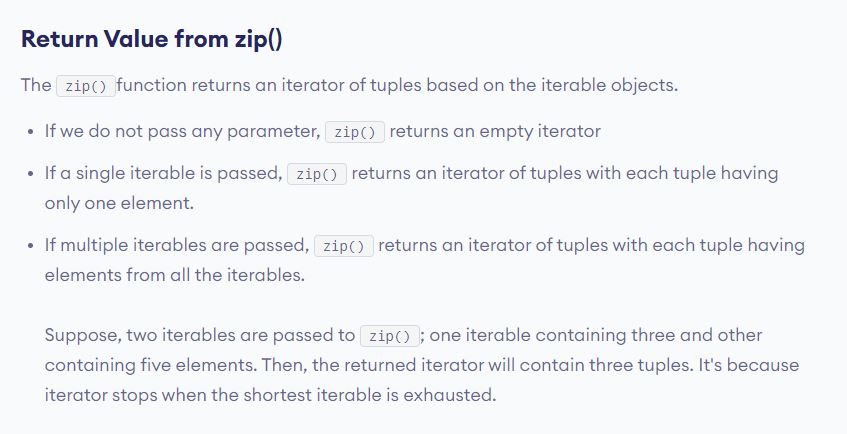 Return Value from zip()
The zip() function returns an iterator of tuples based on the iterable objects.
• If we do not pass any parameter, zip() returns an empty iterator
• If a single iterable is passed, zip() returns an iterator of tuples with each tuple having
only one element.
• If multiple iterables are passed, zip() returns an iterator of tuples with each tuple having
elements from all the iterables.
Suppose, two iterables are passed to zip(); one iterable containing three and other
containing five elements. Then, the returned iterator will contain three tuples. It's because
iterator stops when the shortest iterable is exhausted.